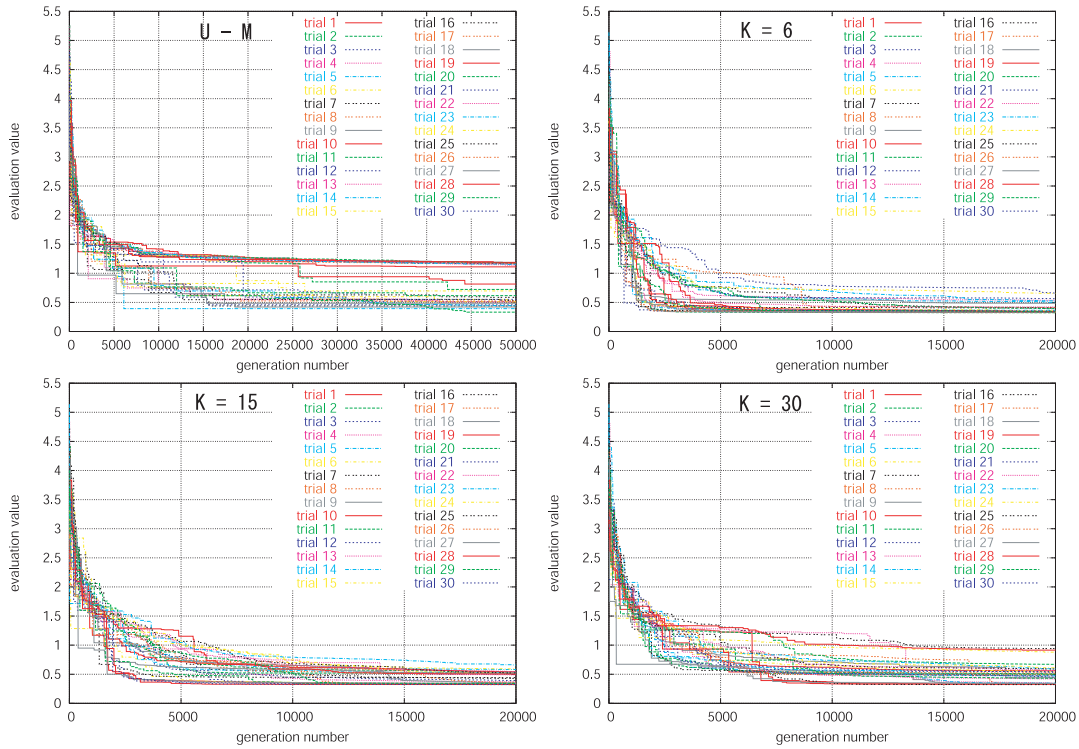 U - M
5.5
5
4.5
4
3.5
3
2.5
2
1.5
1
0.5
0
evaluation value
trial 1
trial 2
trial 3
trial 4
trial 5
trial 6
trial 7
trial 8
trial 9
trial 10
trial 11
trial 12
trial 13
trial 14
trial 15
trial 16
trial 17
trial 18
trial 19
trial 20
trial 21
trial 22
trial 23
trial 24
trial 25
trial 26
trial 27
trial 28
trial 29
trial 30
0 5000 10000 15000 20000 25000 30000 35000 40000 45000 50000
generation number
K = 6
5.5
5
4.5
4
3.5
3
2.5
2
1.5
1
0.5
0
evaluation value
trial 1
trial 2
trial 3
trial 4
trial 5
trial 6
trial 7
trial 8
trial 9
trial 10
trial 11
trial 12
trial 13
trial 14
trial 15
trial 16
trial 17
trial 18
trial 19
trial 20
trial 21
trial 22
trial 23
trial 24
trial 25
trial 26
trial 27
trial 28
trial 29
trial 30
0 5000 10000 15000 20000
generation number
K = 15
5.5
5
4.5
4
3.5
3
2.5
2
1.5
1
0.5
0
evaluation value
trial 1
trial 2
trial 3
trial 4
trial 5
trial 6
trial 7
trial 8
trial 9
trial 10
trial 11
trial 12
trial 13
trial 14
trial 15
trial 16
trial 17
trial 18
trial 19
trial 20
trial 21
trial 22
trial 23
trial 24
trial 25
trial 26
trial 27
trial 28
trial 29
trial 30
0 5000 10000 15000 20000
generation number
K = 30
5.5
5
4.5
4
3.5
3
2.5
2
1.5
1
0.5
0
evaluation value
trial 1
trial 2
trial 3
trial 4
trial 5
trial 6
trial 7
trial 8
trial 9
trial 10
trial 11
trial 12
trial 13
trial 14
trial 15
trial 16
trial 17
trial 18
trial 19
trial 20
trial 21
trial 22
trial 23
trial 24
trial 25
trial 26
trial 27
trial 28
trial 29
trial 30
0 5000 10000 15000 20000
generation number